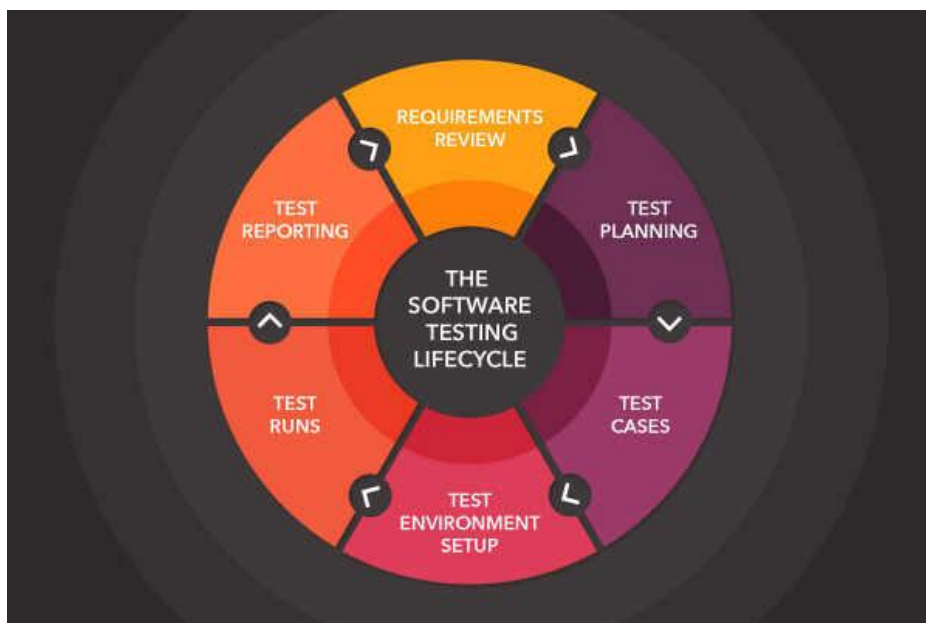 REQUIREMENTS
REVIEW
TEST
PLANNING
TEST
CASES
TEST
ENVIRONMENT
SETUP
TEST
RUNS
TEST
REPORTING
THE
SOFTWARE
TESTING
LIFECYCLE